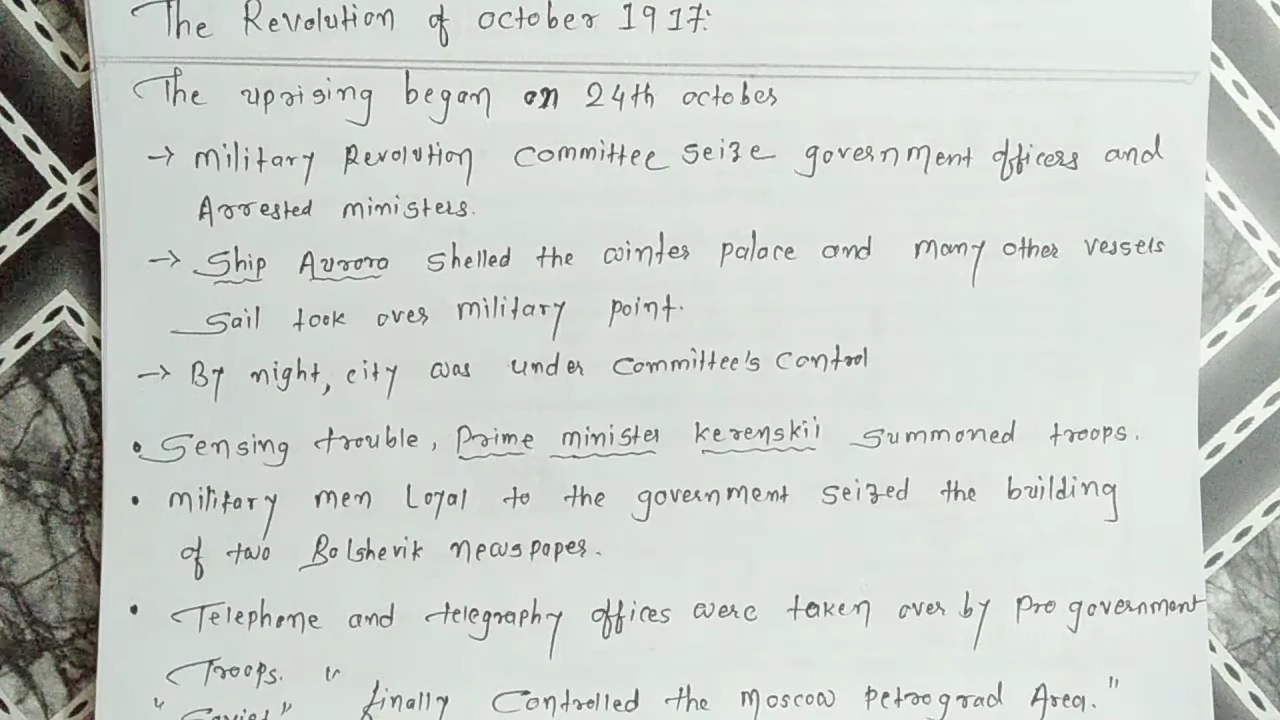 The Revolution of october 1917:
The uprising began on 24th october
→ military Revolution committee seize government officers and
Arrested ministers.
→ Ship Auroro shelled the winter palace and many other vessels
Sail took over military point.
→ By night, city was under committee's control
• Sensing trouble, Prime minister kerenskii summoned troops.
• military men Loyal to the government seized the building
of two Bolshevik newspaper.
• Telephone and telegraphy offices were taken over by pro government
Troops.
" finally controlled the moscow petrograd Area."